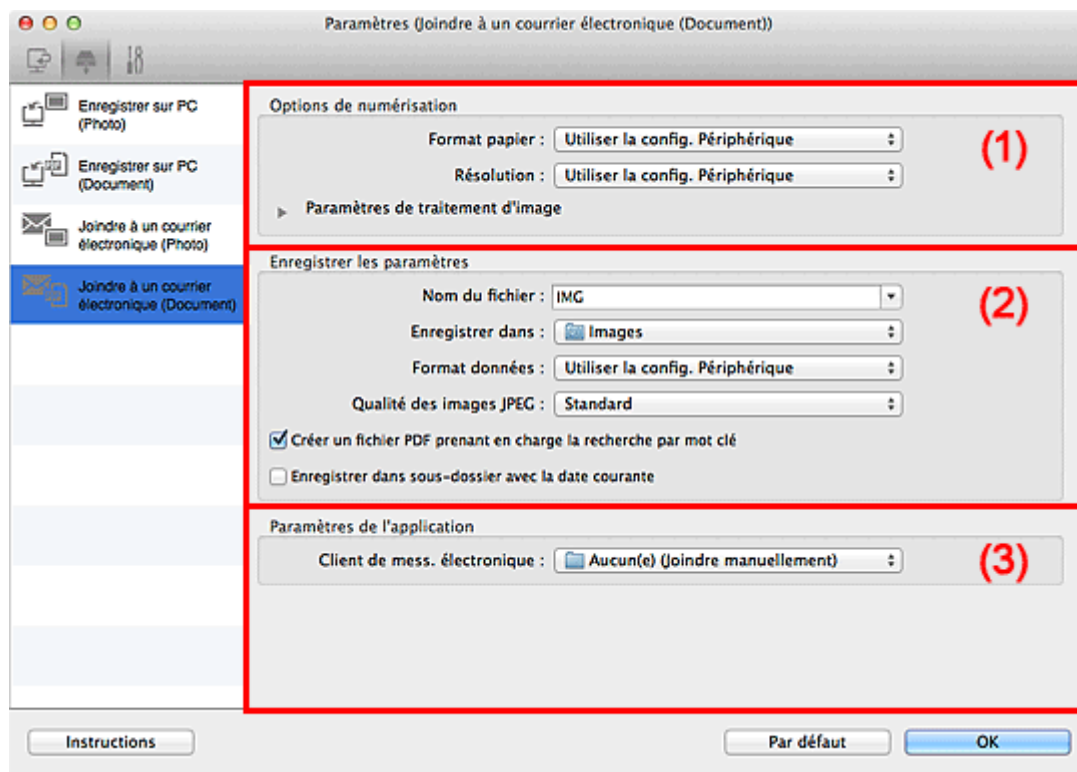 Paramètres (Joindre à un courrier électronique (Document))
Enregistrer sur PC
(Photo)
Enregistrer sur PC
(Document)
Joindre à un courrier
électronique (Photo)
Joindre à un courrier
électronique (Document)
Options de numérisation
Format papier : Utiliser la config. Périphérique
Résolution : Utiliser la config. Périphérique
Paramètres de traitement d'image
(1)
Enregistrer les paramètres
Nom du fichier : IMG
Enregistrer dans : Images
Format données : Utiliser la config. Périphérique
Qualité des images JPEG : Standard
Créer un fichier PDF prenant en charge la recherche par mot clé
Enregistrer dans sous-dossier avec la date courante
(2)
Paramètres de l'application
Client de mess. électronique : Aucun(e) (Joindre manuellement)
(3)
Instructions
Par défaut
OK